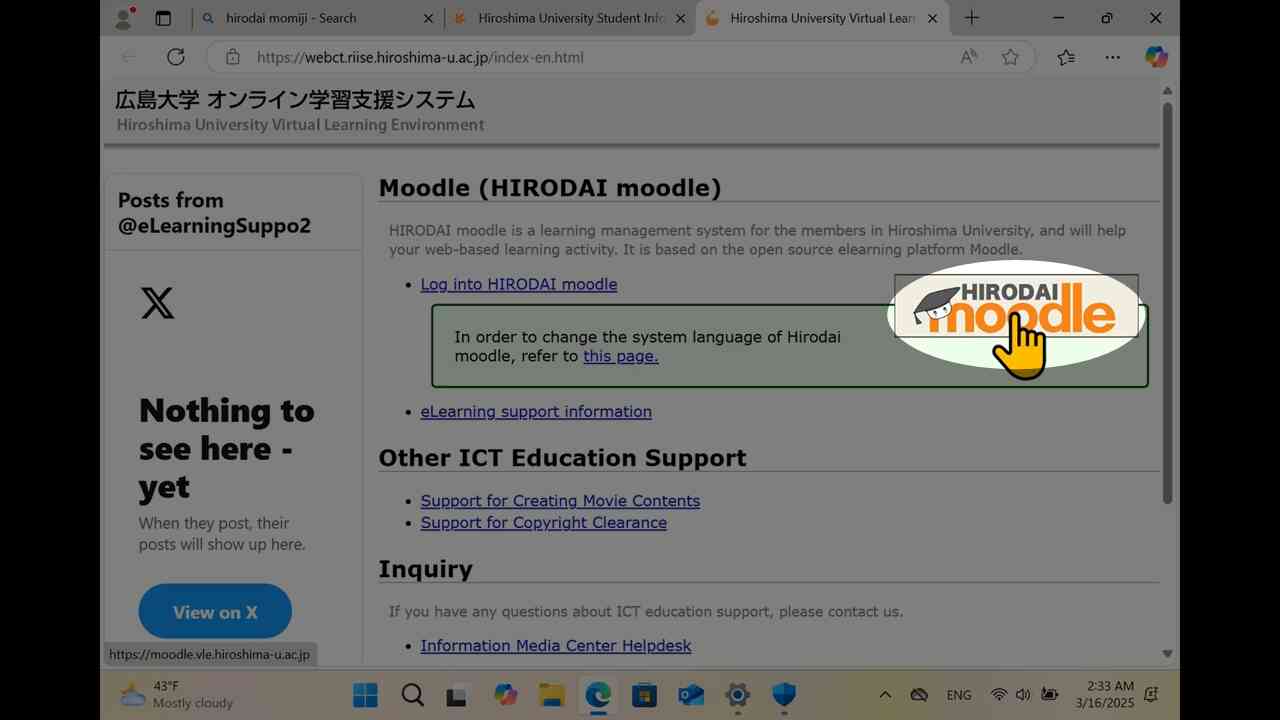 hirodai momiji - Search
Hiroshima University Student Info
Hiroshima University Virtual Lear
https://webct.riise.hiroshima-u.ac.jp/index-en.html
広島大学 オンライン学習支援システム
Hiroshima University Virtual Learning Environment
Posts from
@eLearningSuppo2
Nothing to
see here -
yet
When they post, their
posts will show up here.
View on X
Moodle (HIRODAI moodle)
HIRODAI moodle is a learning management system for the members in Hiroshima University, and will help
your web-based learning activity. It is based on the open source elearning platform Moodle.
Log into HIRODAI moodle
HIRODAI
moodle
In order to change the system language of Hirodai
moodle, refer to this page.
eLearning support information
Other ICT Education Support
Support for Creating Movie Contents
Support for Copyright Clearance
Inquiry
If you have any questions about ICT education support, please contact us.
Information Media Center Helpdesk
https://moodle.vle.hiroshima-u.ac.jp
43°F
Mostly cloudy
ENG
2:33 AM
3/16/2025